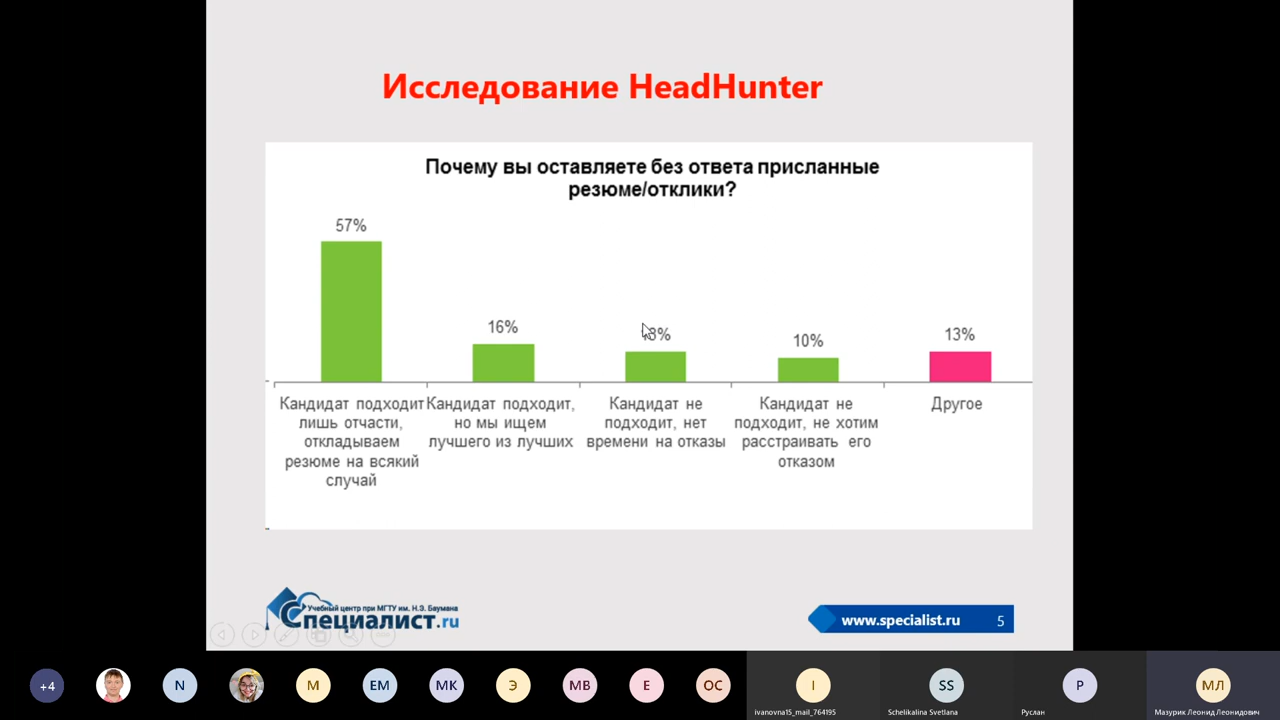 Исследование HeadHunter
Почему вы оставляете без ответа присланные
резюме/отклики?
57%
16%
10%
13%
Кандидат подходит
лишь отчасти,
откладываем
резюме на всякий
случай
Кандидат подходит,
но мы ищем
лучшего из лучших
Кандидат не
подходит, нет
времени на отказы
Кандидат не
подходит, не хотим
расстраивать его
отказом
Другое
Учебный центр при МГТУ им. Н.Э. Баумана
Специалист.ru
www.specialist.ru
5
+4
N
M
EM
МК
Э
МВ
Е
ОС
I
SS
Р
МЛ
ivanovna15_mail_764195
Schelikalina Svetlana
Руслан
Мазурик Леонид Леонидович